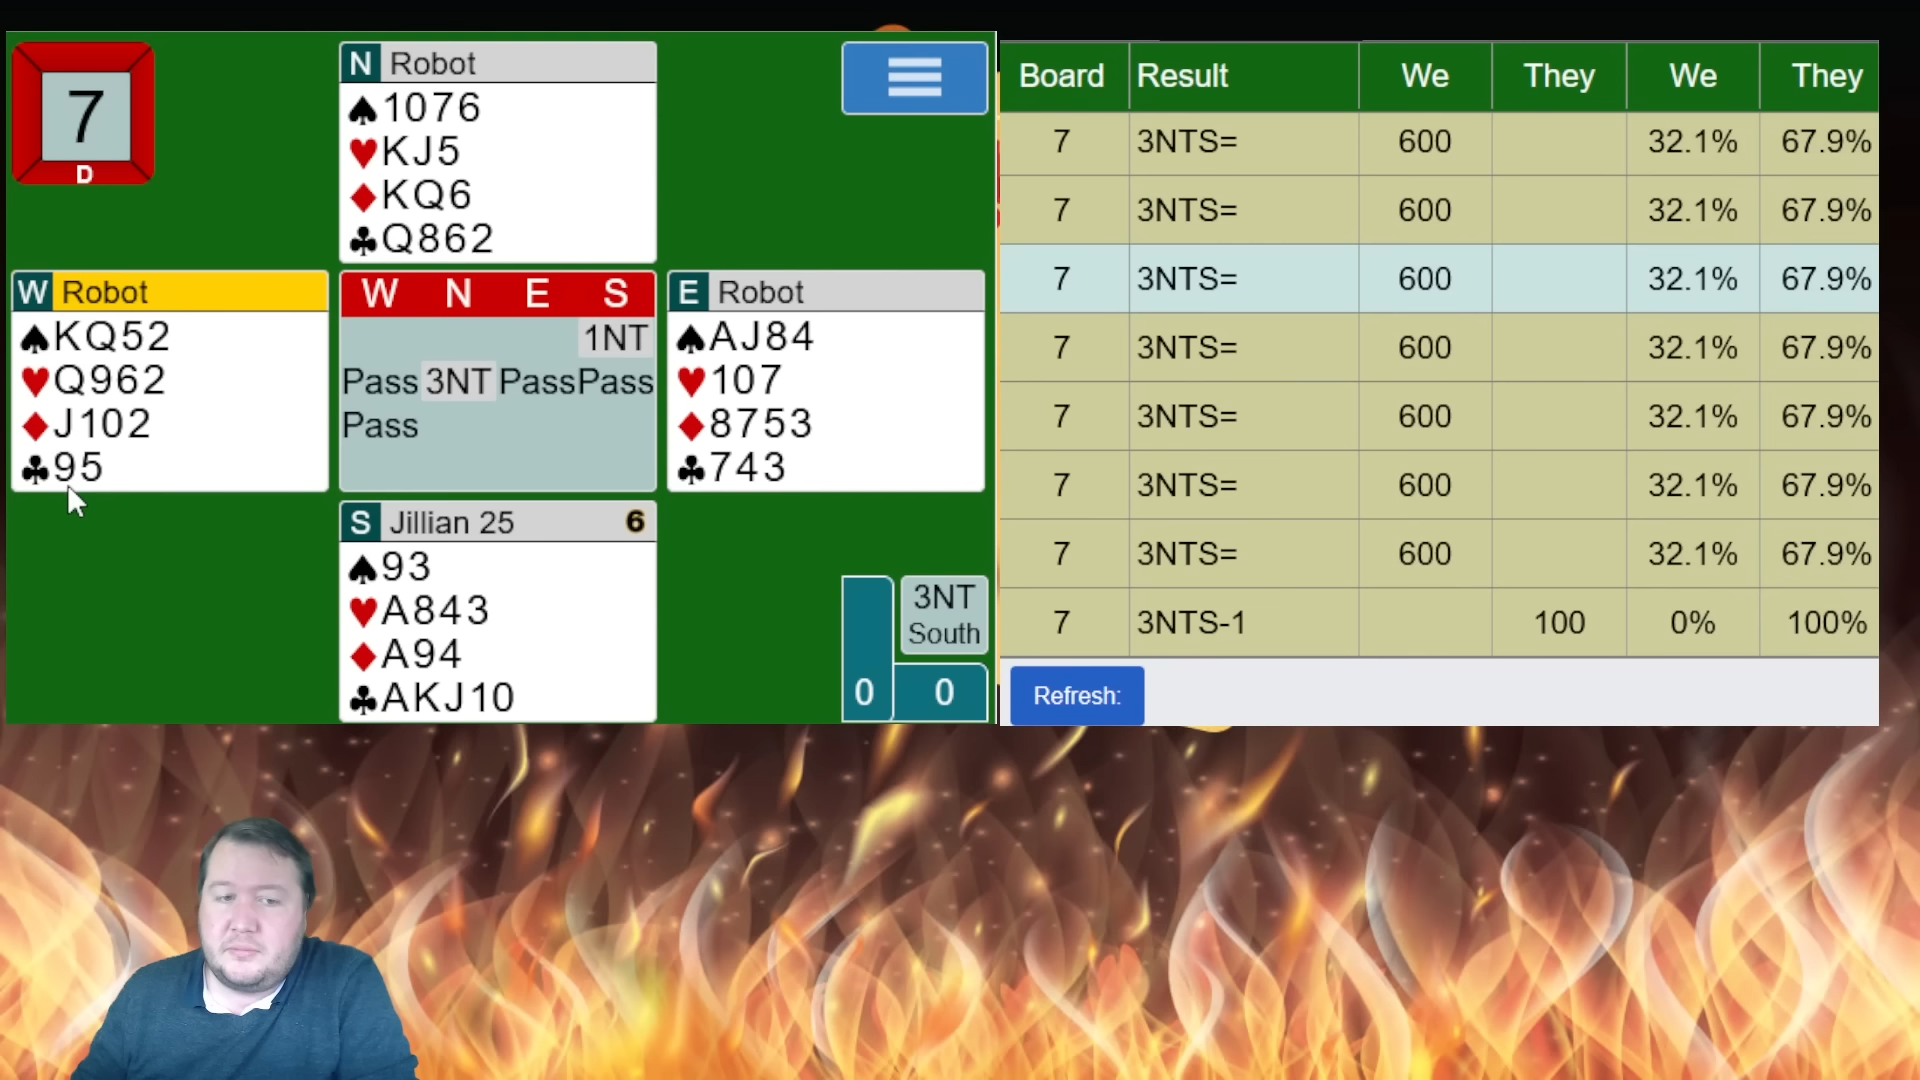 7
D
N Robot
♠1076
♥KJ5
♦KQ6
♣Q862
W Robot
♠KQ52
♥Q962
♦J102
♣95
W N E S
1NT
Pass 3NT Pass Pass
Pass
E Robot
♠AJ84
♥107
♦8753
♣743
S Jillian 25 6
♠93
♥A843
♦A94
♣AKJ10
3NT
South
0 0
Board Result We They We They
7 3NTS= 600 32.1% 67.9%
7 3NTS= 600 32.1% 67.9%
7 3NTS= 600 32.1% 67.9%
7 3NTS= 600 32.1% 67.9%
7 3NTS= 600 32.1% 67.9%
7 3NTS= 600 32.1% 67.9%
7 3NTS= 600 32.1% 67.9%
7 3NTS-1 100 0% 100%
Refresh: